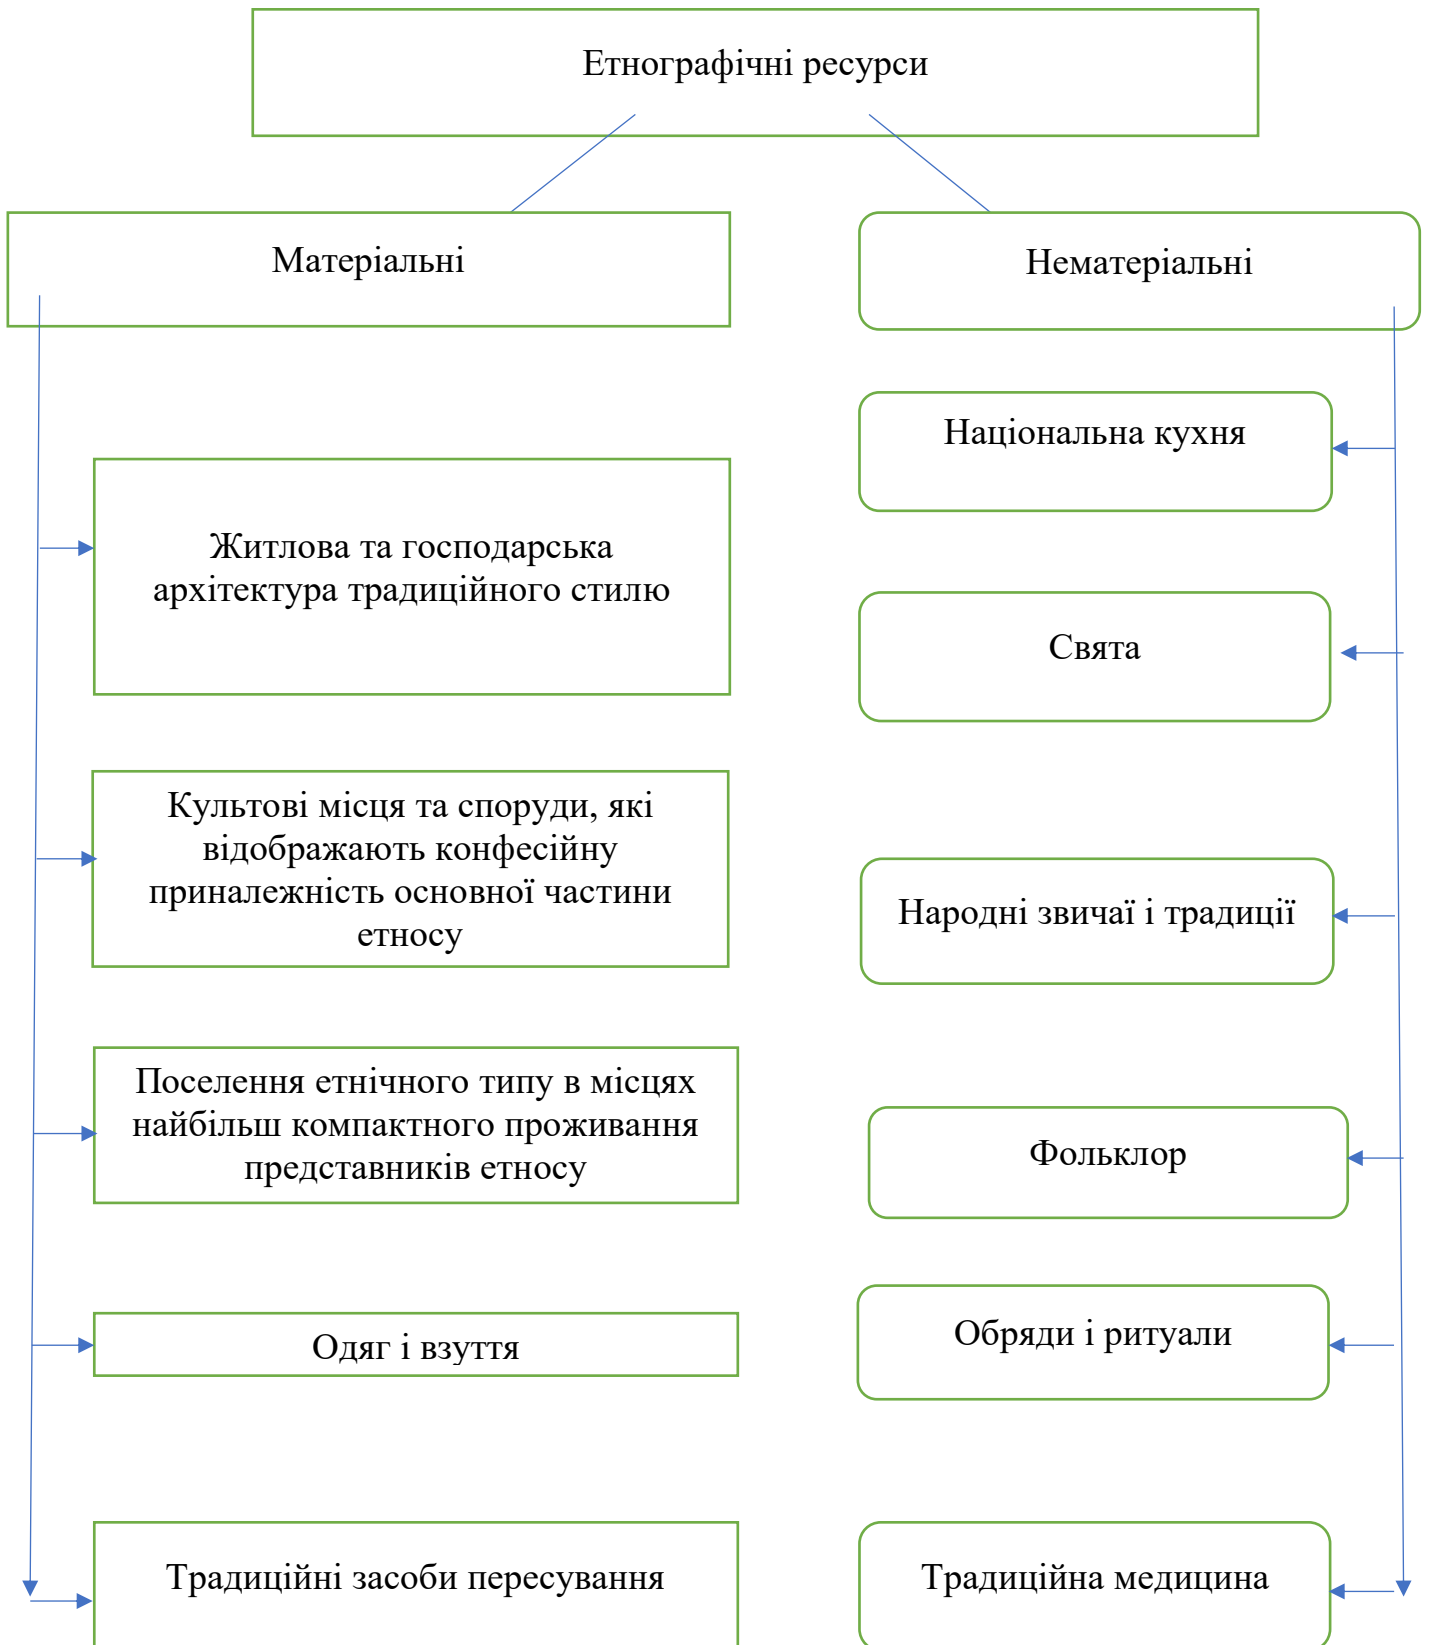 Етнографічні ресурси
Матеріальні
Нематеріальні
Житлова та господарська
архітектура традиційного стилю
Культові місця та споруди, які
відображають конфесійну
приналежність основної частини
етносу
Поселення етнічного типу в місцях
найбільш компактного проживання
представників етносу
Одяг і взуття
Традиційні засоби пересування
Національна кухня
Свята
Народні звичаї і традиції
Фольклор
Обряди і ритуали
Традиційна медицина